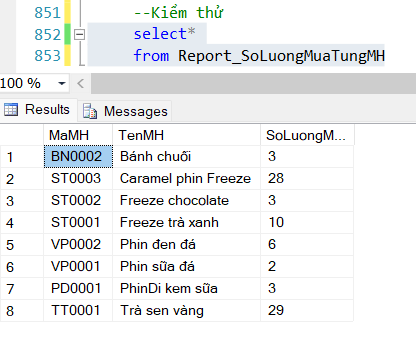 851 --Kiểm thử
852 select*
853 from Report_SoLuongMuaTungMH
100 %
Results Messages
MaMH TenMH SoLuongM...
1 BN0002 Bánh chuối 3
2 ST0003 Caramel phin Freeze 28
3 ST0002 Freeze chocolate 3
4 ST0001 Freeze trà xanh 10
5 VP0002 Phin đen đá 6
6 VP0001 Phin sữa đá 2
7 PD0001 PhinDi kem sữa 3
8 TT0001 Trà sen vàng 29